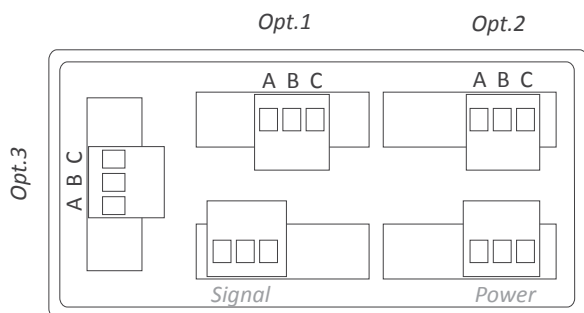 Opt.1 Opt.2
A B C A B C
Opt.3
A B C
Signal Power